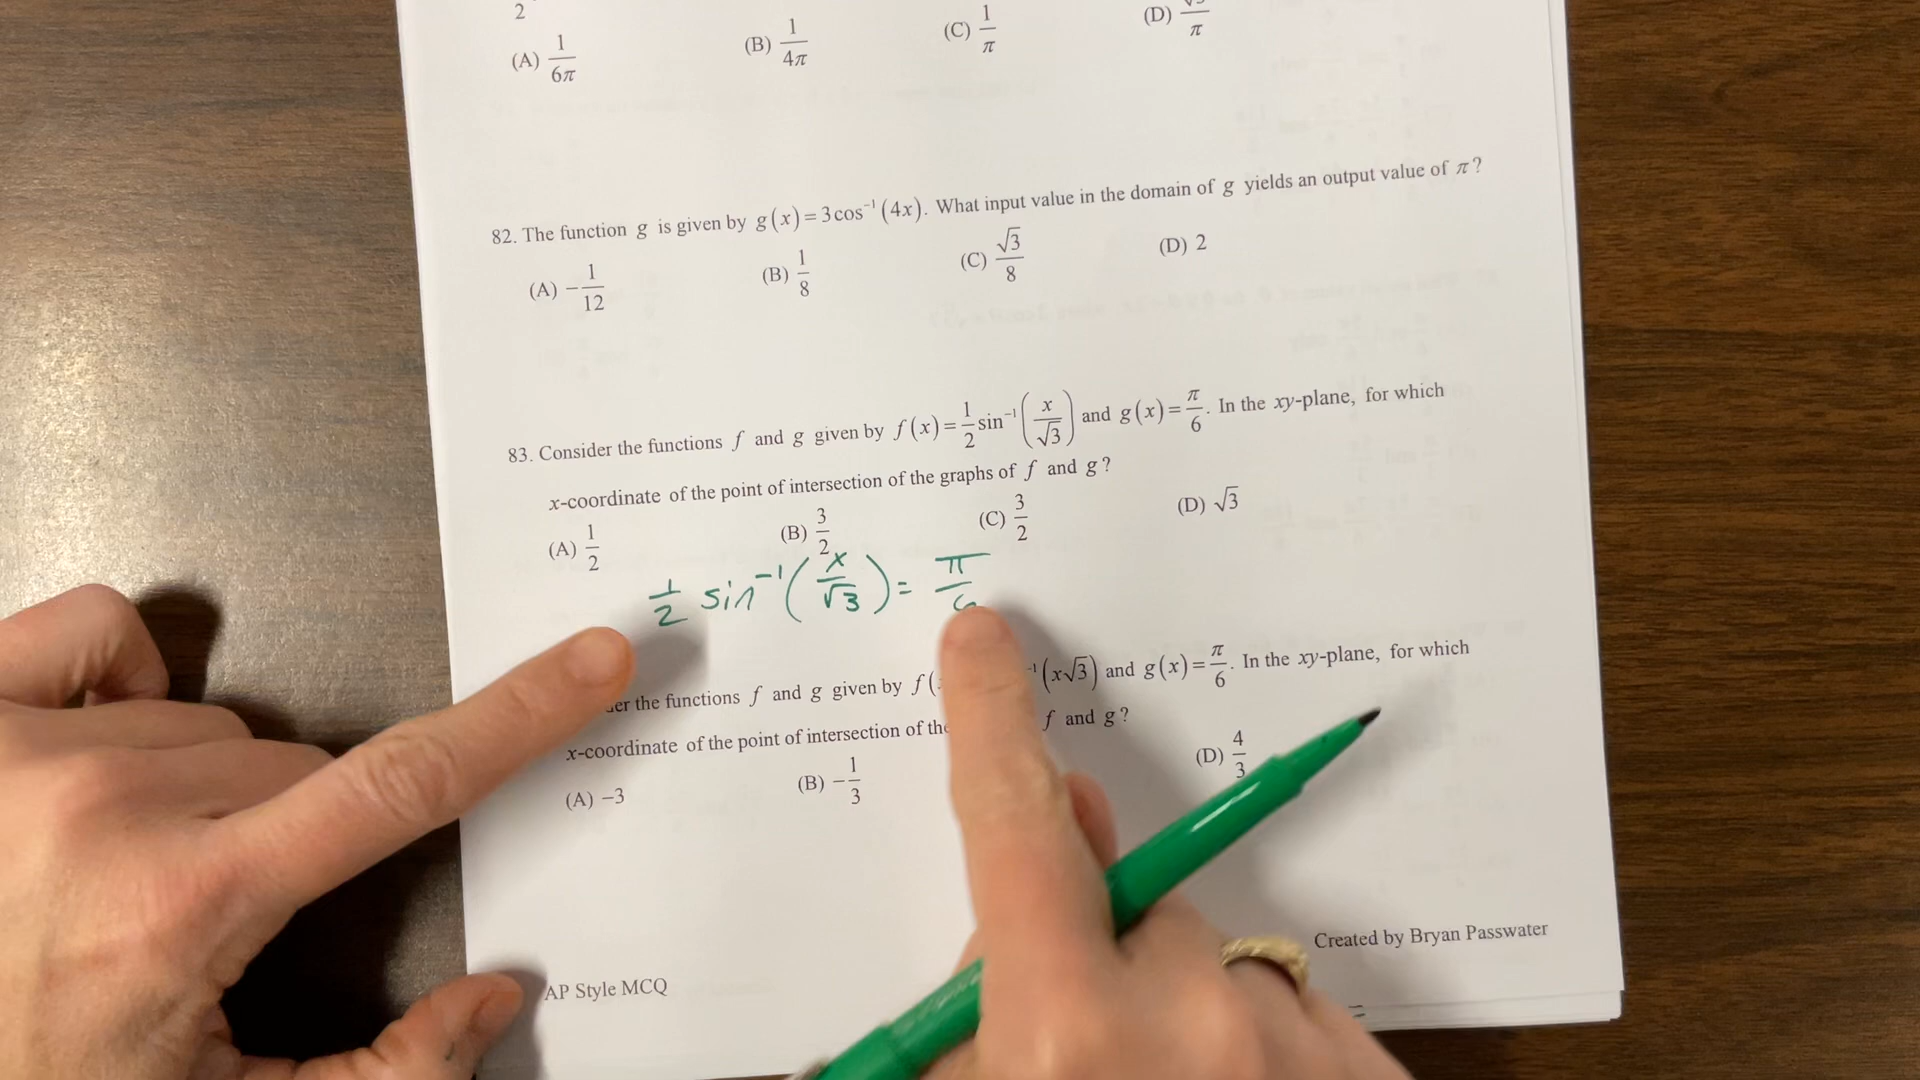 2
(A) 1/6π (B) 1/4π (C) 1/π (D) /π
82. The function g is given by g(x)=3cos⁻¹(4x). What input value in the domain of g yields an output value of π?
(A) −1/12 (B) 1/8 (C) √3/8 (D) 2
83. Consider the functions f and g given by f(x)=1/2 sin⁻¹(x/√3) and g(x)=π/6. In the xy-plane, for which
x-coordinate of the point of intersection of the graphs of f and g?
(A) 1/2 (B) 3/2 (C) 3/2 (D) √3
1/2 sin⁻¹(x/√3) = π/6
the functions f and g given by f( ⁻¹(x√3) and g(x)=π/6. In the xy-plane, for which
x-coordinate of the point of intersection of the f and g?
(A) −3 (B) −1/3 (D) 4/3
Created by Bryan Passwater
AP Style MCQ